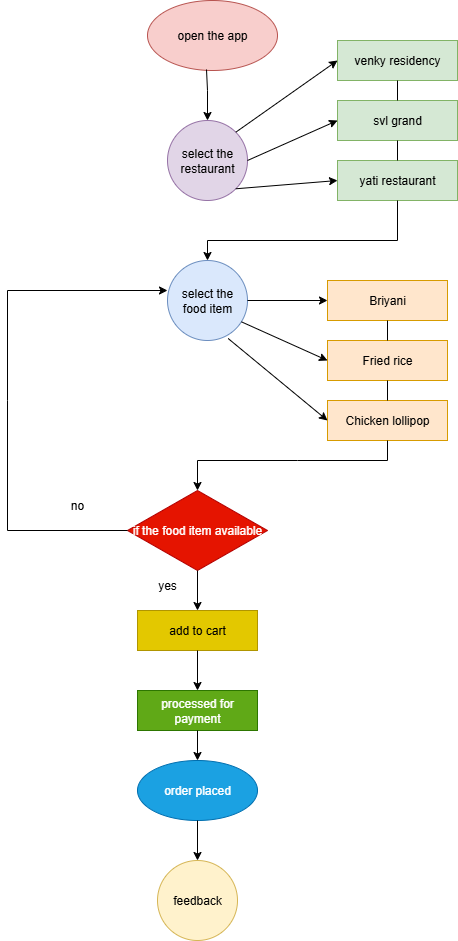 open the app
venky residency
svl grand
select the
restaurant
yati restaurant
select the
food item
Briyani
Fried rice
Chicken lollipop
no
if the food item available
yes
add to cart
processed for
payment
order placed
feedback